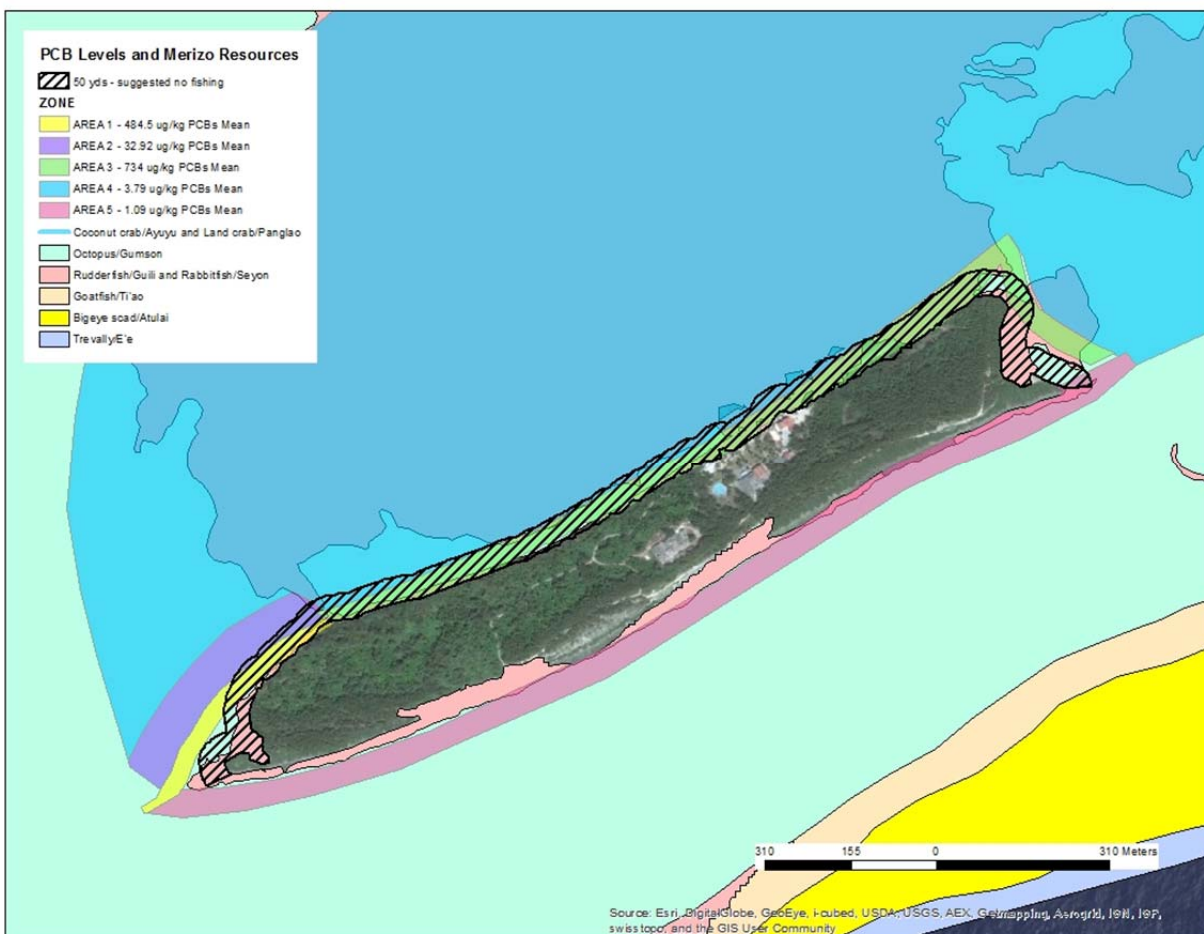 PCB Levels and Merizo Resources
50 yds - suggested no fishing
ZONE
AREA 1 - 484.5 ug/kg PCBs Mean
AREA 2 - 32.92 ug/kg PCBs Mean
AREA 3 - 734 ug/kg PCBs Mean
AREA 4 - 3.79 ug/kg PCBs Mean
AREA 5 - 1.09 ug/kg PCBs Mean
Coconut crab/Ayuyu and Land crab/Panglao
Octopus/Gumson
Rudderfish/Guili and Rabbitfish/Seyon
Goatfish/Ti'ao
Bigeye scad/Atulai
Trevally/E'e
310 155 0 310 Meters
Source: Esri, DigitalGlobe, GeoEye, i-cubed, USDA, USGS, AEX, Getmapping, Aerogrid, IGN, IGP,
swisstopo, and the GIS User Community